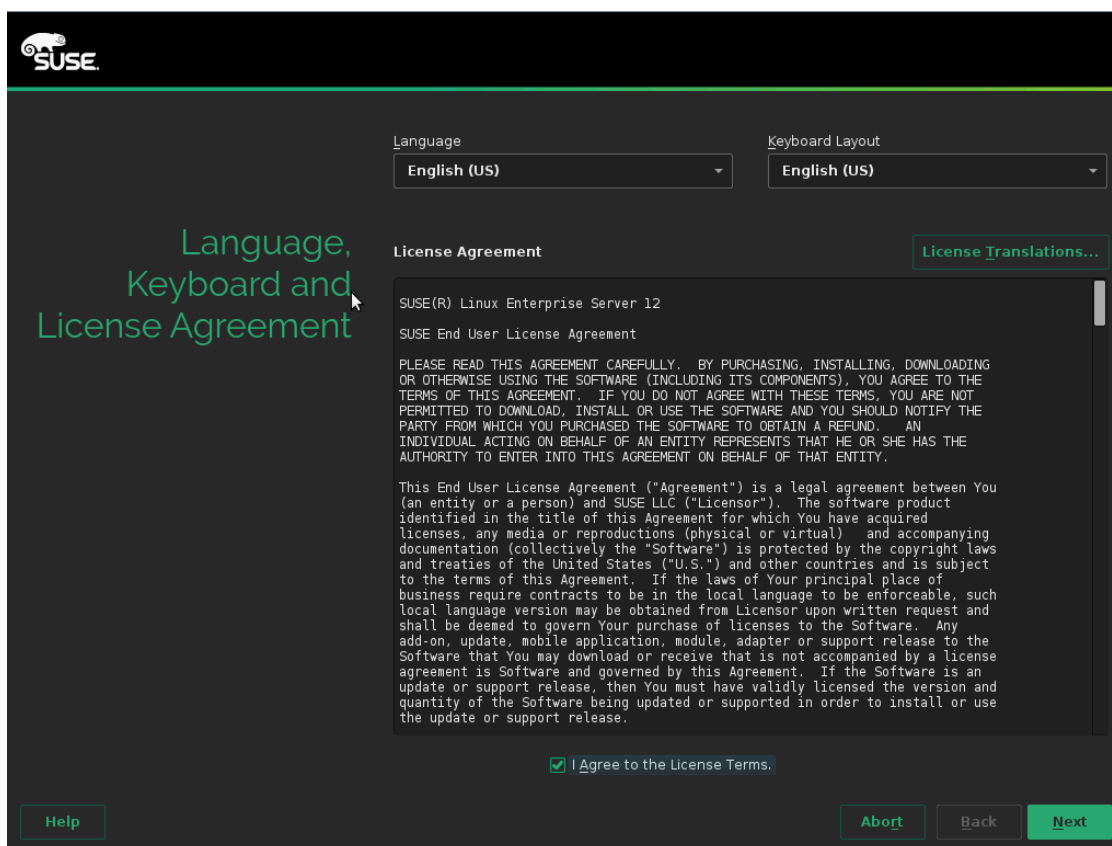 SUSE.
Language
Keyboard Layout
English (US)
English (US)
Language,
Keyboard and
License Agreement
License Agreement
License Translations...
SUSE(R) Linux Enterprise Server 12
SUSE End User License Agreement
PLEASE READ THIS AGREEMENT CAREFULLY.  BY PURCHASING, INSTALLING, DOWNLOADING
OR OTHERWISE USING THE SOFTWARE (INCLUDING ITS COMPONENTS), YOU AGREE TO THE
TERMS OF THIS AGREEMENT.  IF YOU DO NOT AGREE WITH THESE TERMS, YOU ARE NOT
PERMITTED TO DOWNLOAD, INSTALL OR USE THE SOFTWARE AND YOU SHOULD NOTIFY THE
PARTY FROM WHICH YOU PURCHASED THE SOFTWARE TO OBTAIN A REFUND.   AN
INDIVIDUAL ACTING ON BEHALF OF AN ENTITY REPRESENTS THAT HE OR SHE HAS THE
AUTHORITY TO ENTER INTO THIS AGREEMENT ON BEHALF OF THAT ENTITY.
This End User License Agreement ("Agreement") is a legal agreement between You
(an entity or a person) and SUSE LLC ("Licensor").  The software product
identified in the title of this Agreement for which You have acquired
licenses, any media or reproductions (physical or virtual)   and accompanying
documentation (collectively the "Software") is protected by the copyright laws
and treaties of the United States ("U.S.") and other countries and is subject
to the terms of this Agreement.  If the laws of Your principal place of
business require contracts to be in the local language to be enforceable, such
local language version may be obtained from Licensor upon written request and
shall be deemed to govern Your purchase of licenses to the Software.  Any
add-on, update, mobile application, module, adapter or support release to the
Software that You may download or receive that is not accompanied by a license
agreement is Software and governed by this Agreement.  If the Software is an
update or support release, then You must have validly licensed the version and
quantity of the Software being updated or supported in order to install or use
the update or support release.
I Agree to the License Terms.
Help
Abort
Back
Next